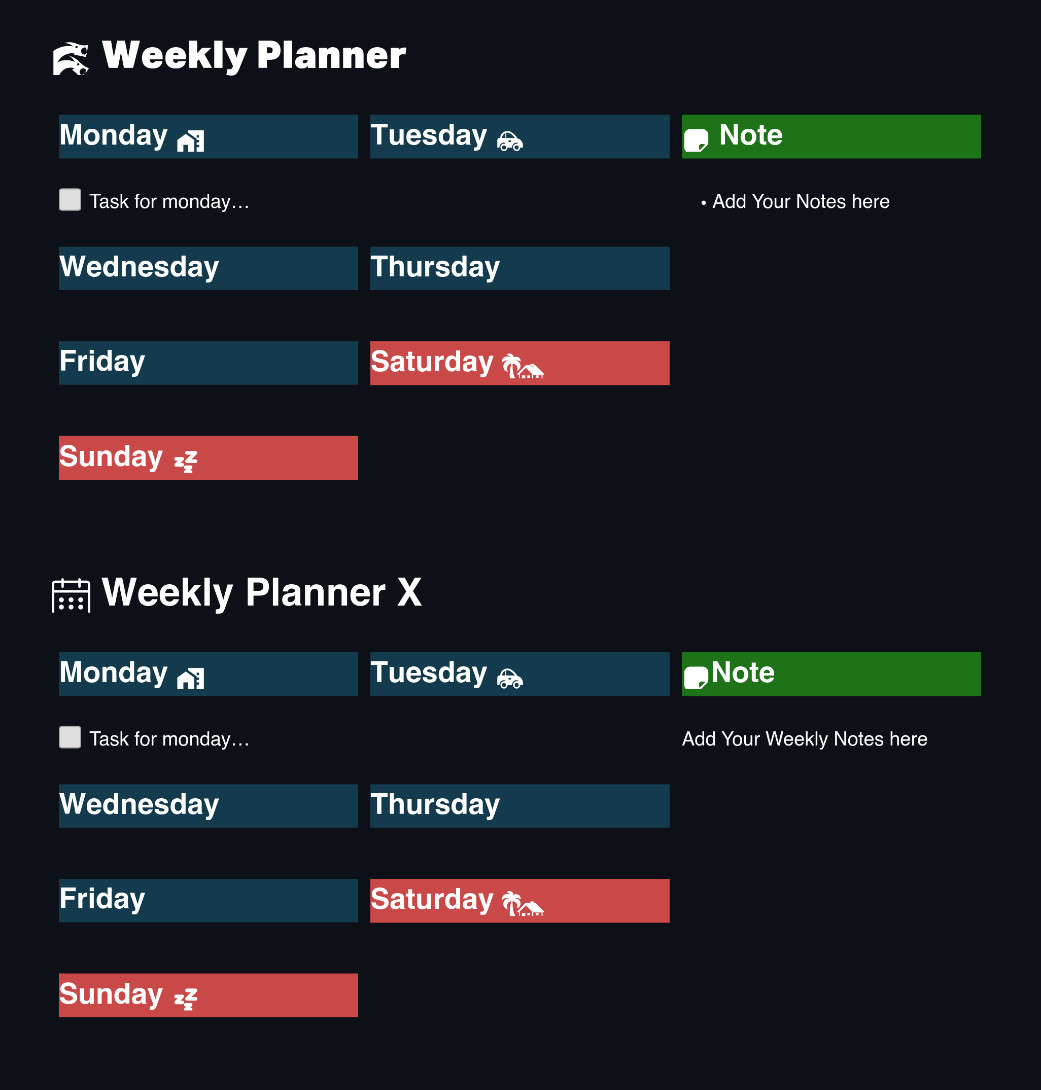 Weekly Planner
Monday
Tuesday
Note
Task for monday…
• Add Your Notes here
Wednesday
Thursday
Friday
Saturday
Sunday
Weekly Planner X
Monday
Tuesday
Note
Task for monday…
Add Your Weekly Notes here
Wednesday
Thursday
Friday
Saturday
Sunday